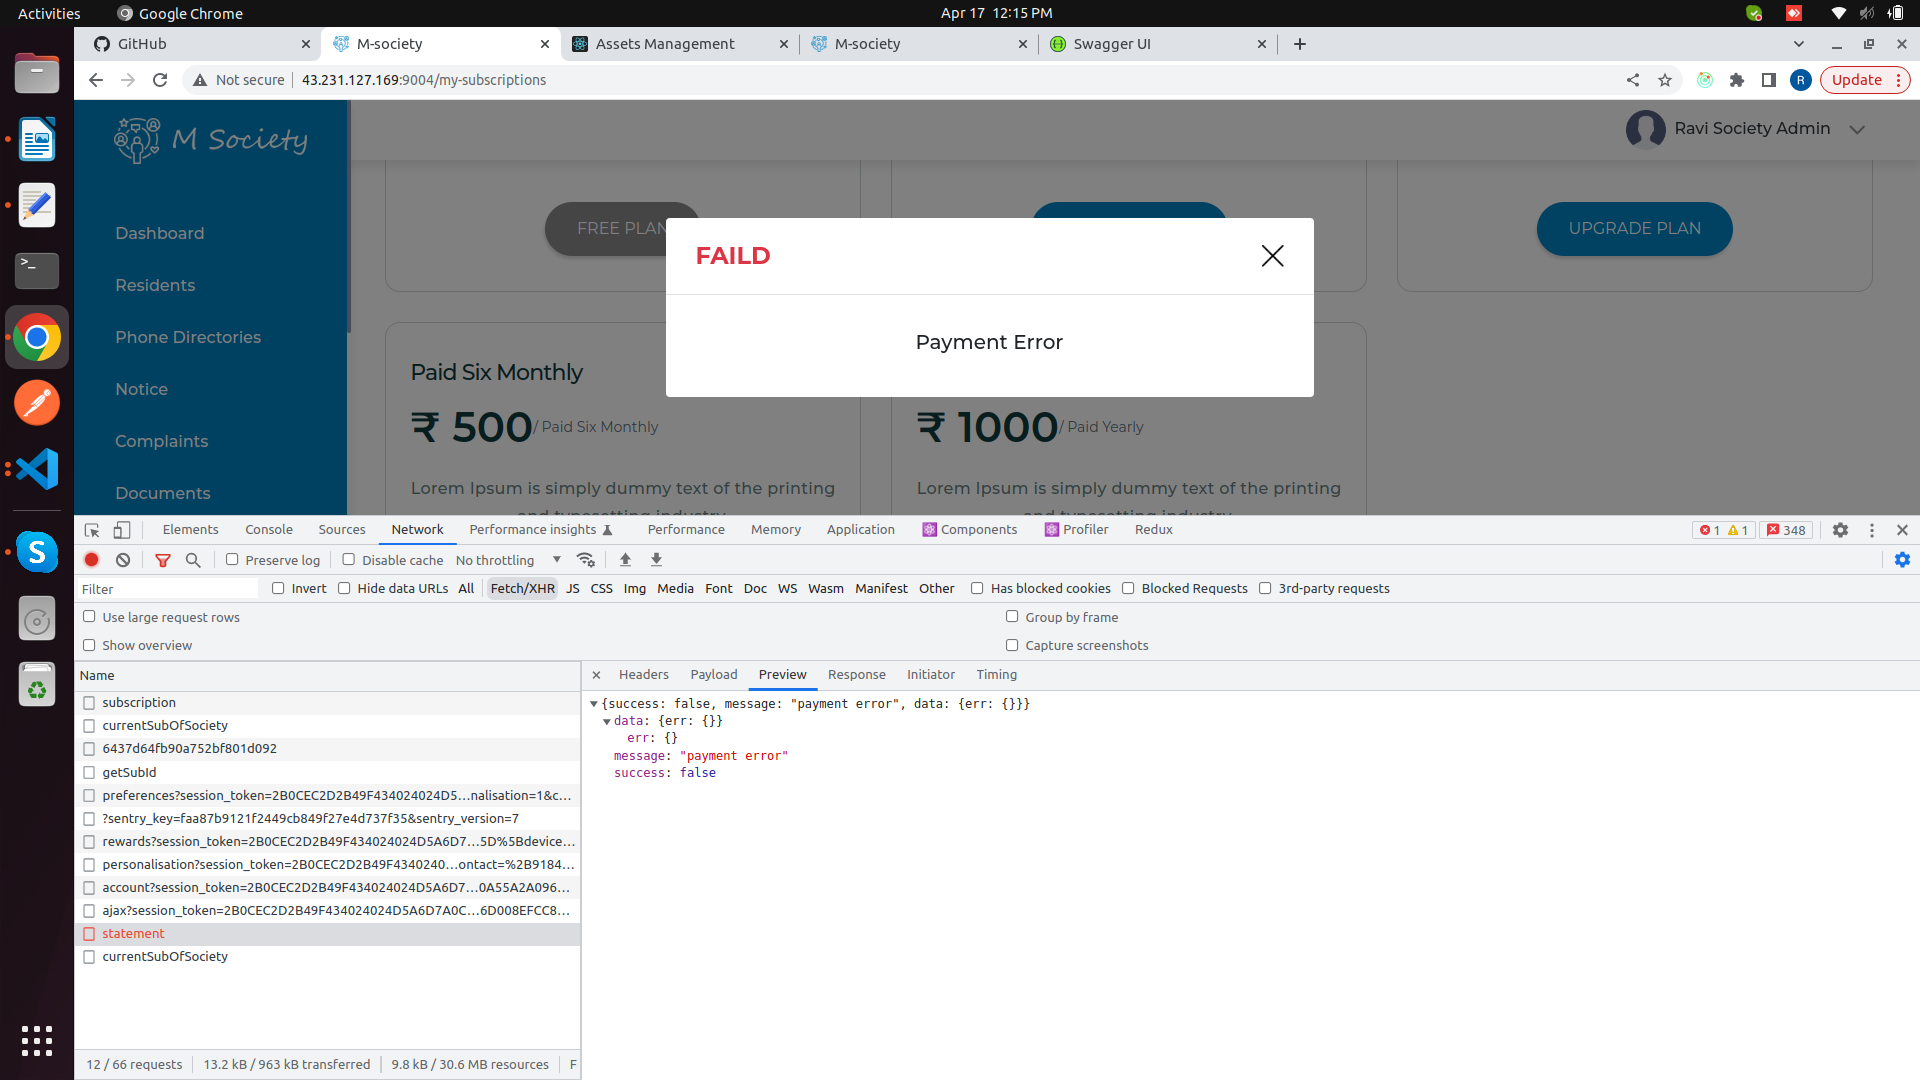 Activities
Google Chrome
Apr 17 12:15 PM
GitHub
M-society
Assets Management
M-society
Swagger UI
Not secure
43.231.127.169:9004/my-subscriptions
R
Update
M Society
Ravi Society Admin
Dashboard
Residents
Phone Directories
Notice
Complaints
Documents
FREE PLAN
UPGRADE PLAN
FAILD
Payment Error
Paid Six Monthly
₹ 500/ Paid Six Monthly
₹ 1000/ Paid Yearly
Lorem Ipsum is simply dummy text of the printing
and typesetting industry
Lorem Ipsum is simply dummy text of the printing
and typesetting industry
Elements
Console
Sources
Network
Performance insights
Performance
Memory
Application
Components
Profiler
Redux
1
1
348
Preserve log
Disable cache
No throttling
Filter
Invert
Hide data URLs
All
Fetch/XHR
JS
CSS
Img
Media
Font
Doc
WS
Wasm
Manifest
Other
Has blocked cookies
Blocked Requests
3rd-party requests
Use large request rows
Group by frame
Show overview
Capture screenshots
Name
subscription
currentSubOfSociety
6437d64fb90a752bf801d092
getSubId
preferences?session_token=2B0CEC2D2B49F434024024D5...nalisation=1&c...
?sentry_key=faa87b9121f2449cb849f27e4d737f35&sentry_version=7
rewards?session_token=2B0CEC2D2B49F434024024D5A6D7...5D%5Bdevice...
personalisation?session_token=2B0CEC2D2B49F4340240...ontact=%2B9184...
account?session_token=2B0CEC2D2B49F434024024D5A6D7...0A55A2A096...
ajax?session_token=2B0CEC2D2B49F434024024D5A6D7A0C...6D008EFCC8...
statement
currentSubOfSociety
12 / 66 requests
13.2 kB / 963 kB transferred
9.8 kB / 30.6 MB resources
F
Headers
Payload
Preview
Response
Initiator
Timing
{success: false, message: "payment error", data: {err: {}}}
data: {err: {}}
err: {}
message: "payment error"
success: false